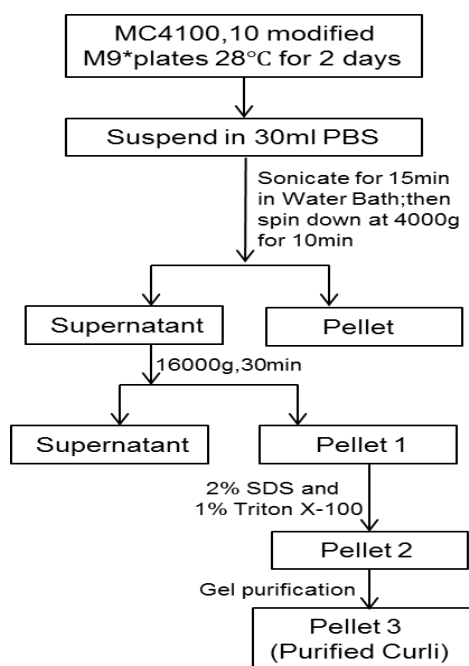 MC4100,10 modified
M9*plates 28℃ for 2 days
Suspend in 30ml PBS
Sonicate for 15min
in Water Bath;then
spin down at 4000g
for 10min
Supernatant
Pellet
16000g,30min
Supernatant
Pellet 1
2% SDS and
1% Triton X-100
Pellet 2
Gel purification
Pellet 3
(Purified Curli)